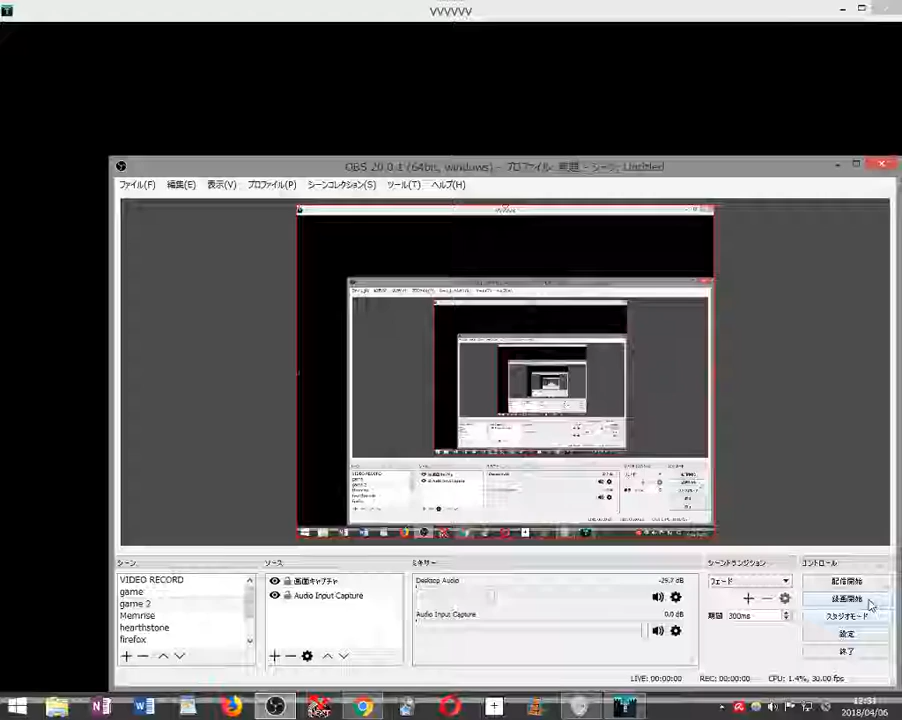 VVVVVV
OBS 20.0.1 (64bit, windows) - プロファイル: 無題 - シーン: Untitled
ファイル(F) 編集(E) 表示(V) プロファイル(P) シーンコレクション(S) ツール(T) ヘルプ(H)
シーン ソース ミキサー シーントランジション コントロール
VIDEO RECORD
game
game 2
Memrise
hearthstone
firefox
画面キャプチャ
Audio Input Capture
Desktop Audio -29.7 dB
Audio Input Capture 0.0 dB
フェード
期間 300ms
配信開始
録画開始
スタジオモード
設定
終了
LIVE: 00:00:00 REC: 00:00:00 CPU: 1.4%, 30.00 fps
12:31
2018/04/06